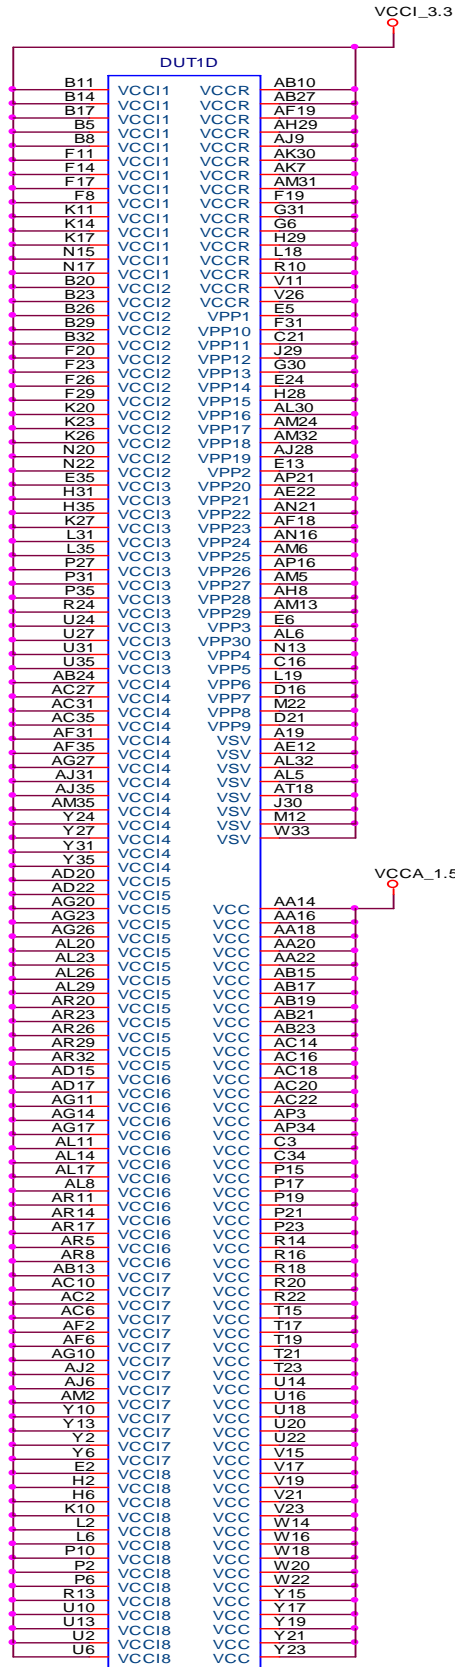 VCCI_3.3
DUT1D
B11 VCCI1 VCCR AB10
B14 VCCI1 VCCR AB27
B17 VCCI1 VCCR AF19
B5 VCCI1 VCCR AH29
B8 VCCI1 VCCR AJ9
F11 VCCI1 VCCR AK30
F14 VCCI1 VCCR AK7
F17 VCCI1 VCCR AM31
F8 VCCI1 VCCR F19
K11 VCCI1 VCCR G31
K14 VCCI1 VCCR G6
K17 VCCI1 VCCR H29
N15 VCCI1 VCCR L18
N17 VCCI1 VCCR R10
B20 VCCI2 VCCR V11
B23 VCCI2 VCCR V26
B26 VCCI2 VPP1 E5
B29 VCCI2 VPP10 F31
B32 VCCI2 VPP11 C21
F20 VCCI2 VPP12 J29
F23 VCCI2 VPP13 G30
F26 VCCI2 VPP14 E24
F29 VCCI2 VPP15 H28
K20 VCCI2 VPP16 AL30
K23 VCCI2 VPP17 AM24
K26 VCCI2 VPP18 AM32
N20 VCCI2 VPP19 AJ28
N22 VCCI2 VPP2 E13
E35 VCCI3 VPP20 AP21
H31 VCCI3 VPP21 AE22
H35 VCCI3 VPP22 AN21
K27 VCCI3 VPP23 AF18
L31 VCCI3 VPP24 AN16
L35 VCCI3 VPP25 AM6
P27 VCCI3 VPP26 AP16
P31 VCCI3 VPP27 AM5
P35 VCCI3 VPP28 AH8
R24 VCCI3 VPP29 AM13
U24 VCCI3 VPP3 E6
U27 VCCI3 VPP30 AL6
U31 VCCI3 VPP4 N13
U35 VCCI3 VPP5 C16
AB24 VCCI4 VPP6 L19
AC27 VCCI4 VPP7 D16
AC31 VCCI4 VPP8 M22
AC35 VCCI4 VPP9 D21
AF31 VCCI4 VSV A19
AF35 VCCI4 VSV AE12
AG27 VCCI4 VSV AL32
AJ31 VCCI4 VSV AL5
AJ35 VCCI4 VSV AT18
AM35 VCCI4 VSV J30
Y24 VCCI4 VSV M12
Y27 VCCI4 VSV W33
Y31 VCCI4
Y35 VCCI4
VCCA_1.5
AD20 VCCI5
AD22 VCCI5
AG20 VCCI5 VCC AA14
AG23 VCCI5 VCC AA16
AG26 VCCI5 VCC AA18
AL20 VCCI5 VCC AA20
AL23 VCCI5 VCC AA22
AL26 VCCI5 VCC AB15
AL29 VCCI5 VCC AB17
AR20 VCCI5 VCC AB19
AR23 VCCI5 VCC AB21
AR26 VCCI5 VCC AB23
AR29 VCCI5 VCC AC14
AR32 VCCI5 VCC AC16
AD15 VCCI6 VCC AC18
AD17 VCCI6 VCC AC20
AG11 VCCI6 VCC AC22
AG14 VCCI6 VCC AP3
AG17 VCCI6 VCC AP34
AL11 VCCI6 VCC C3
AL14 VCCI6 VCC C34
AL17 VCCI6 VCC P15
AL8 VCCI6 VCC P17
AR11 VCCI6 VCC P19
AR14 VCCI6 VCC P21
AR17 VCCI6 VCC P23
AR5 VCCI6 VCC R14
AR8 VCCI6 VCC R16
AB13 VCCI7 VCC R18
AC10 VCCI7 VCC R20
AC2 VCCI7 VCC R22
AC6 VCCI7 VCC T15
AF2 VCCI7 VCC T17
AF6 VCCI7 VCC T19
AG10 VCCI7 VCC T21
AJ2 VCCI7 VCC T23
AJ6 VCCI7 VCC U14
AM2 VCCI7 VCC U16
Y10 VCCI7 VCC U18
Y13 VCCI7 VCC U20
Y2 VCCI7 VCC U22
Y6 VCCI7 VCC V15
E2 VCCI8 VCC V17
H2 VCCI8 VCC V19
H6 VCCI8 VCC V21
K10 VCCI8 VCC V23
L2 VCCI8 VCC W14
L6 VCCI8 VCC W16
P10 VCCI8 VCC W18
P2 VCCI8 VCC W20
P6 VCCI8 VCC W22
R13 VCCI8 VCC Y15
U10 VCCI8 VCC Y17
U13 VCCI8 VCC Y19
U2 VCCI8 VCC Y21
U6 VCCI8 VCC Y23